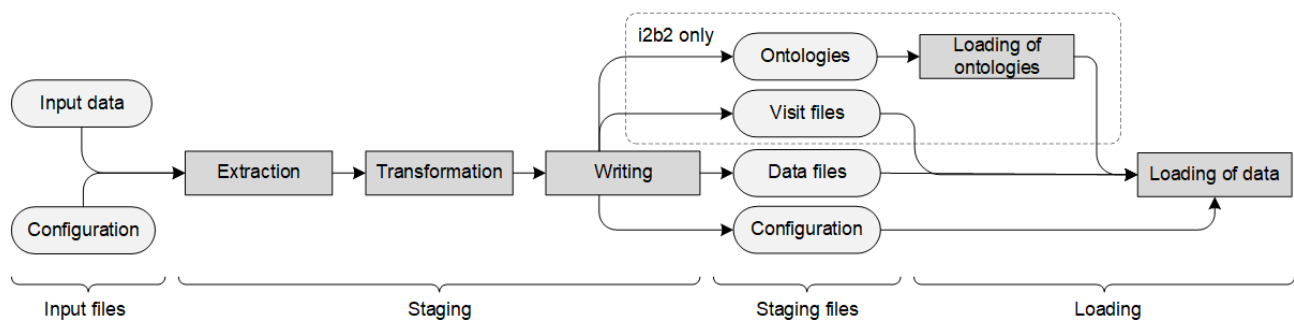 i2b2 only
Ontologies
Loading of
ontologies
Input data
Visit files
Extraction
Transformation
Writing
Data files
Loading of data
Configuration
Configuration
Input files
Staging
Staging files
Loading